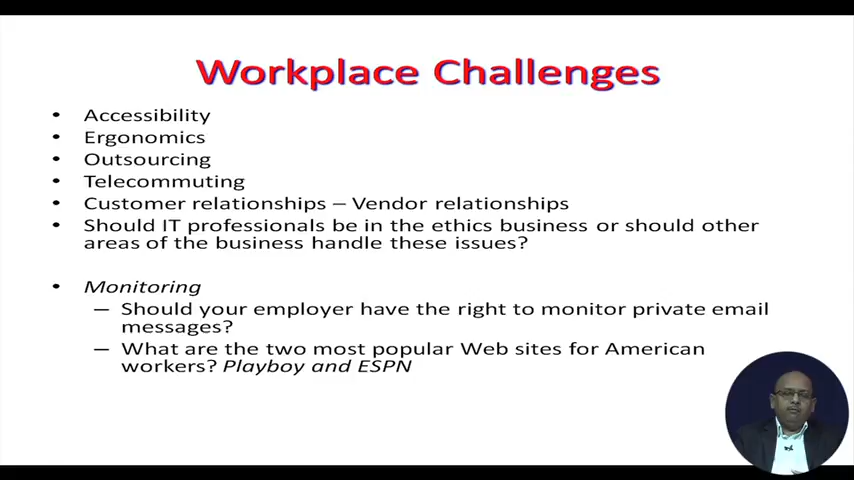 Workplace Challenges
• Accessibility
• Ergonomics
• Outsourcing
• Telecommuting
• Customer relationships – Vendor relationships
• Should IT professionals be in the ethics business or should other
areas of the business handle these issues?
• Monitoring
– Should your employer have the right to monitor private email
messages?
– What are the two most popular Web sites for American
workers? Playboy and ESPN